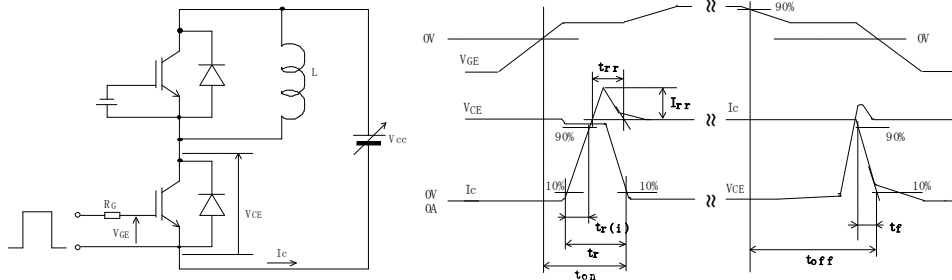 L
Vcc
RG
VGE
VCE
Ic
0V
VGE
90%
0V
trr
Irr
VCE
Ic
90%
90%
Ic
10%
10%
VCE
10%
0V
0A
tr(i)
tf
tr
toff
ton